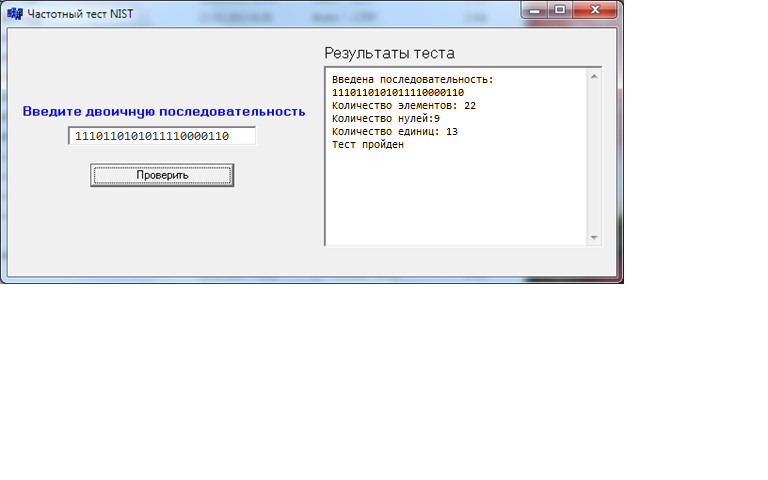 Частотный тест NIST
Результаты теста
Введите двоичную последовательность
1110110101011110000110
Проверить
Введена последовательность:
1110110101011110000110
Количество элементов: 22
Количество нулей:9
Количество единиц: 13
Тест пройден